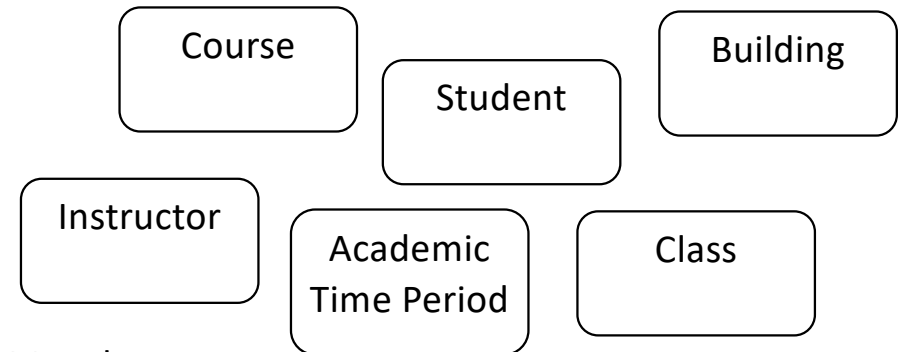 Course
Student
Building
Instructor
Academic
Time Period
Class